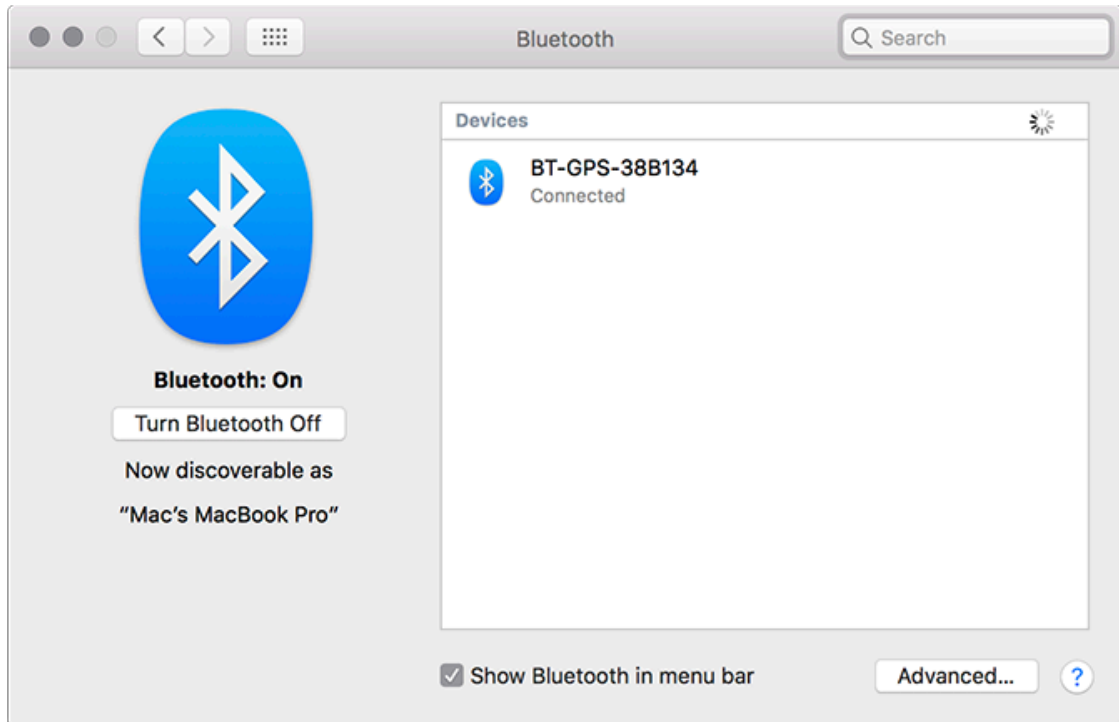 Bluetooth
Search
Bluetooth: On
Turn Bluetooth Off
Now discoverable as
“Mac’s MacBook Pro”
Devices
BT-GPS-38B134
Connected
Show Bluetooth in menu bar
Advanced...
?